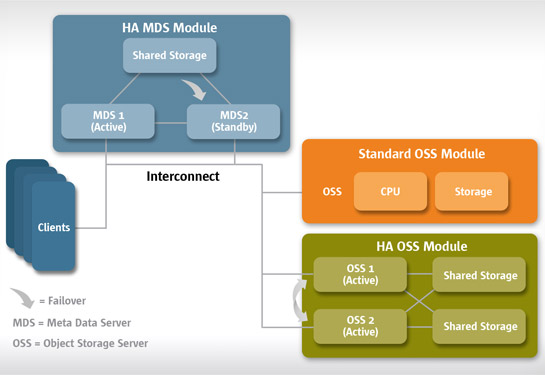 HA MDS Module
Shared Storage
MDS 1
(Active)
MDS2
(Standby)
Interconnect
Clients
Standard OSS Module
OSS
CPU
Storage
HA OSS Module
OSS 1
(Active)
Shared Storage
OSS 2
(Active)
Shared Storage
= Failover
MDS = Meta Data Server
OSS = Object Storage Server